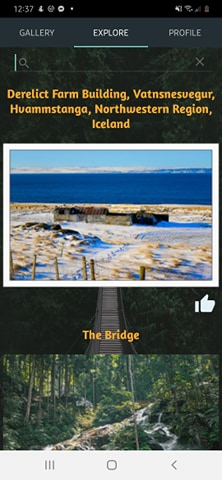 12:37
GALLERY EXPLORE PROFILE
Derelict Farm Building, Vatnsnesvegur,
Hvammstanga, Northwestern Region,
Iceland
The Bridge